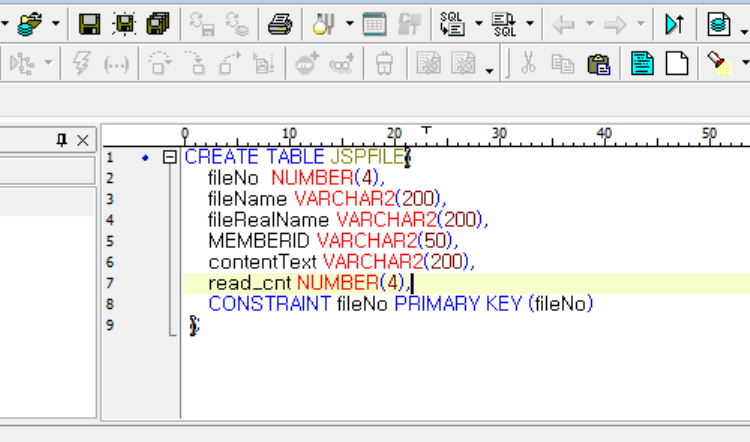 SQL
SQL
0 10 20 30 40 50
1 CREATE TABLE JSPFILE(
2 fileNo NUMBER(4),
3 fileName VARCHAR2(200),
4 fileRealName VARCHAR2(200),
5 MEMBERID VARCHAR2(50),
6 contentText VARCHAR2(200),
7 read_cnt NUMBER(4),
8 CONSTRAINT fileNo PRIMARY KEY (fileNo)
9 );